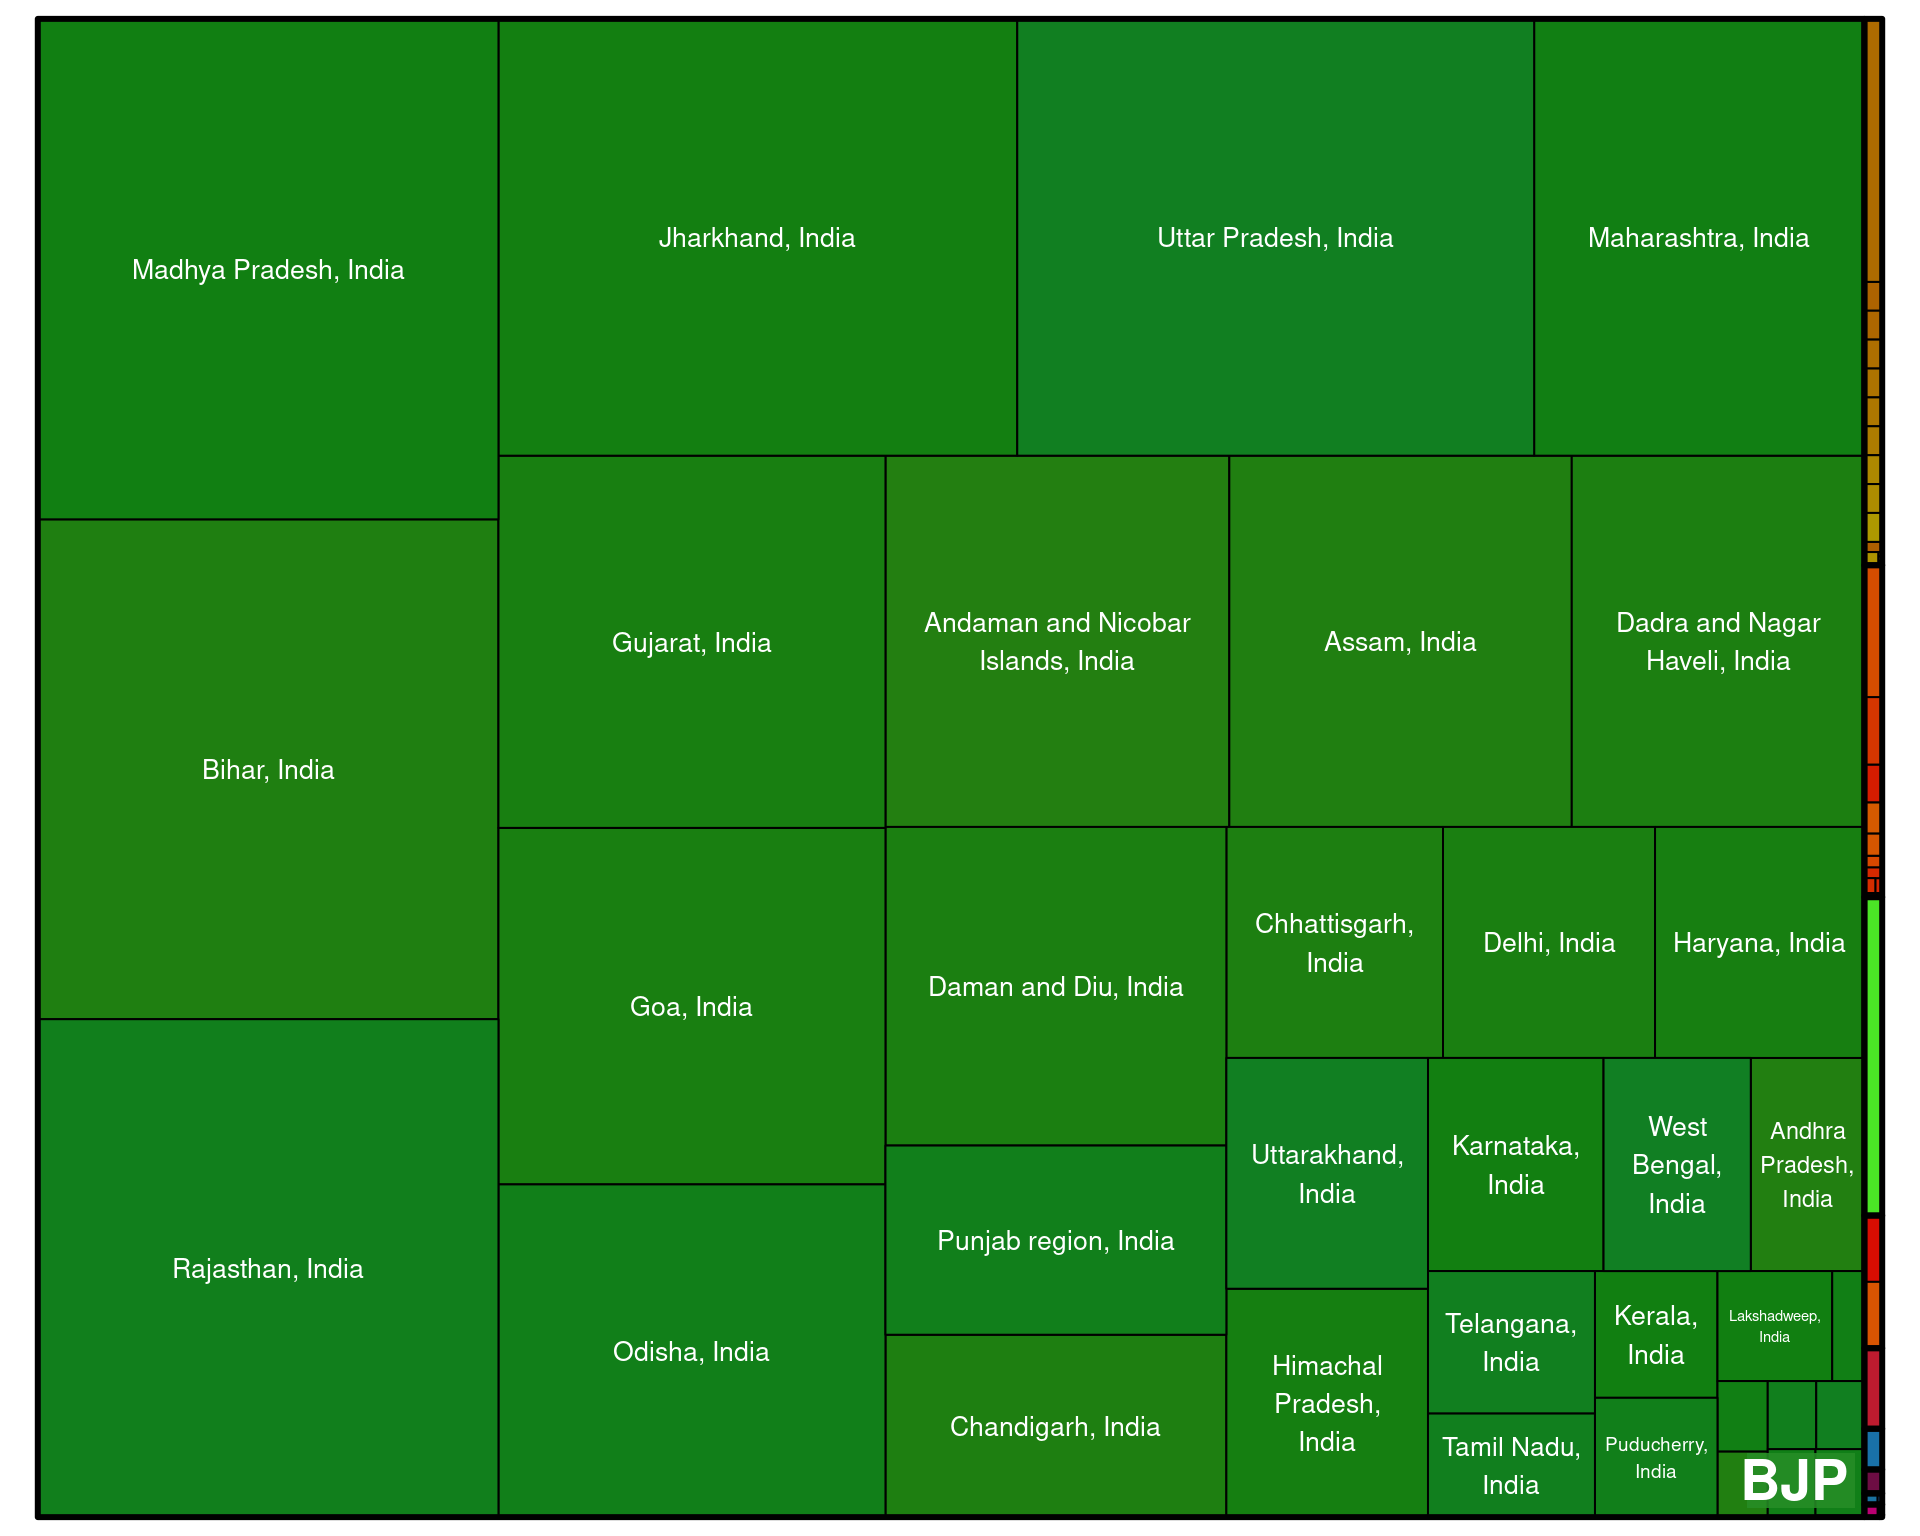 Madhya Pradesh, India
Jharkhand, India
Uttar Pradesh, India
Maharashtra, India
Bihar, India
Gujarat, India
Andaman and Nicobar
Islands, India
Assam, India
Dadra and Nagar
Haveli, India
Goa, India
Daman and Diu, India
Chhattisgarh,
India
Delhi, India
Haryana, India
Rajasthan, India
Odisha, India
Punjab region, India
Chandigarh, India
Uttarakhand,
India
Karnataka,
India
West
Bengal,
India
Andhra
Pradesh,
India
Himachal
Pradesh,
India
Telangana,
India
Kerala,
India
Lakshadweep,
India
Tamil Nadu,
India
Puducherry,
India
BJP